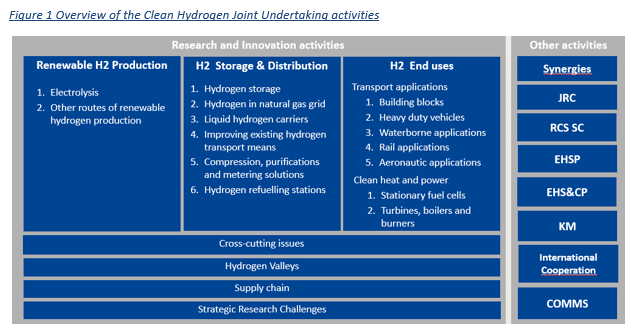 Figure 1 Overview of the Clean Hydrogen Joint Undertaking activities
Research and Innovation activities
Renewable H2 Production
1. Electrolysis
2. Other routes of renewable
hydrogen production
H2 Storage & Distribution
1. Hydrogen storage
2. Hydrogen in natural gas grid
3. Liquid hydrogen carriers
4. Improving existing hydrogen
transport means
5. Compression, purifications
and metering solutions
6. Hydrogen refuelling stations
H2 End uses
Transport applications
1. Building blocks
2. Heavy duty vehicles
3. Waterborne applications
4. Rail applications
5. Aeronautic applications
Clean heat and power
1. Stationary fuel cells
2. Turbines, boilers and
burners
Cross-cutting issues
Hydrogen Valleys
Supply chain
Strategic Research Challenges
Other activities
Synergies
JRC
RCS SC
EHSP
EHS&CP
KM
International
Cooperation
COMMS